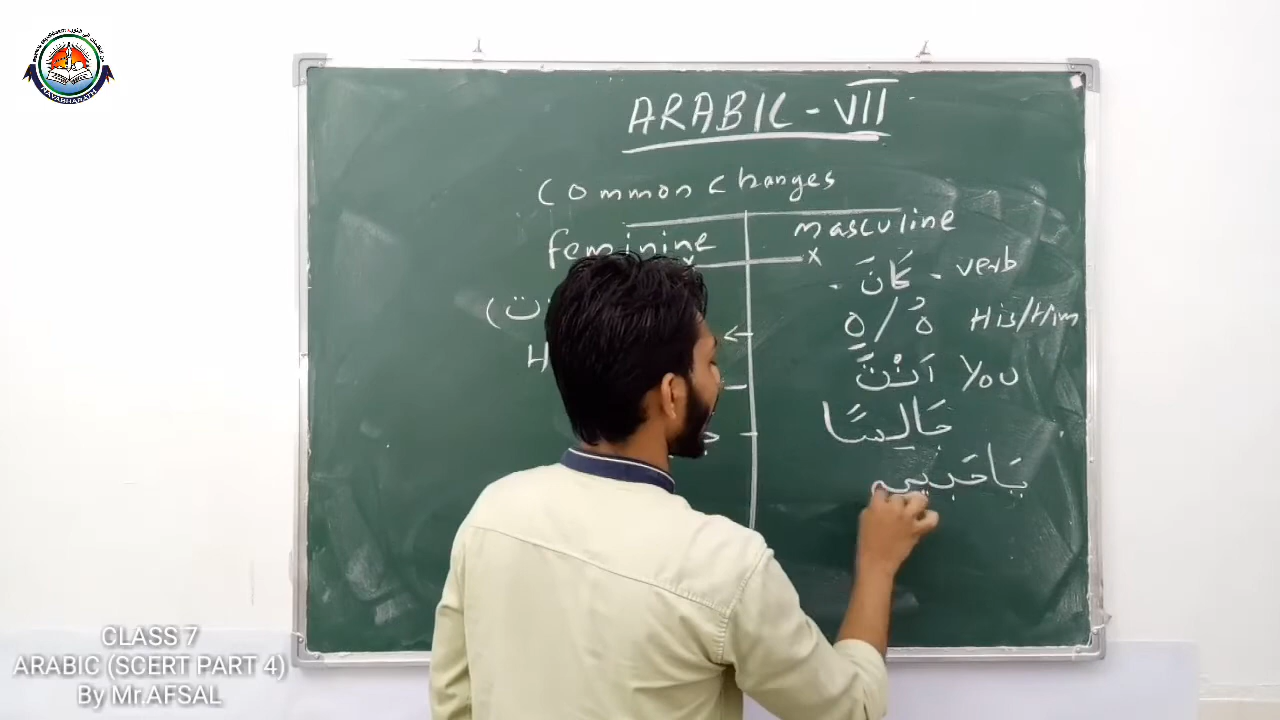 NAVABHARATH
ARABIC - VII
Common Changes
feminine
masculine
x
كَانَ - verb
هُ / هِ His/Him
اَنْتَ You
جَالِسًا
يَا حَبِيبِي
CLASS 7
ARABIC (SCERT PART 4)
By Mr.AFSAL